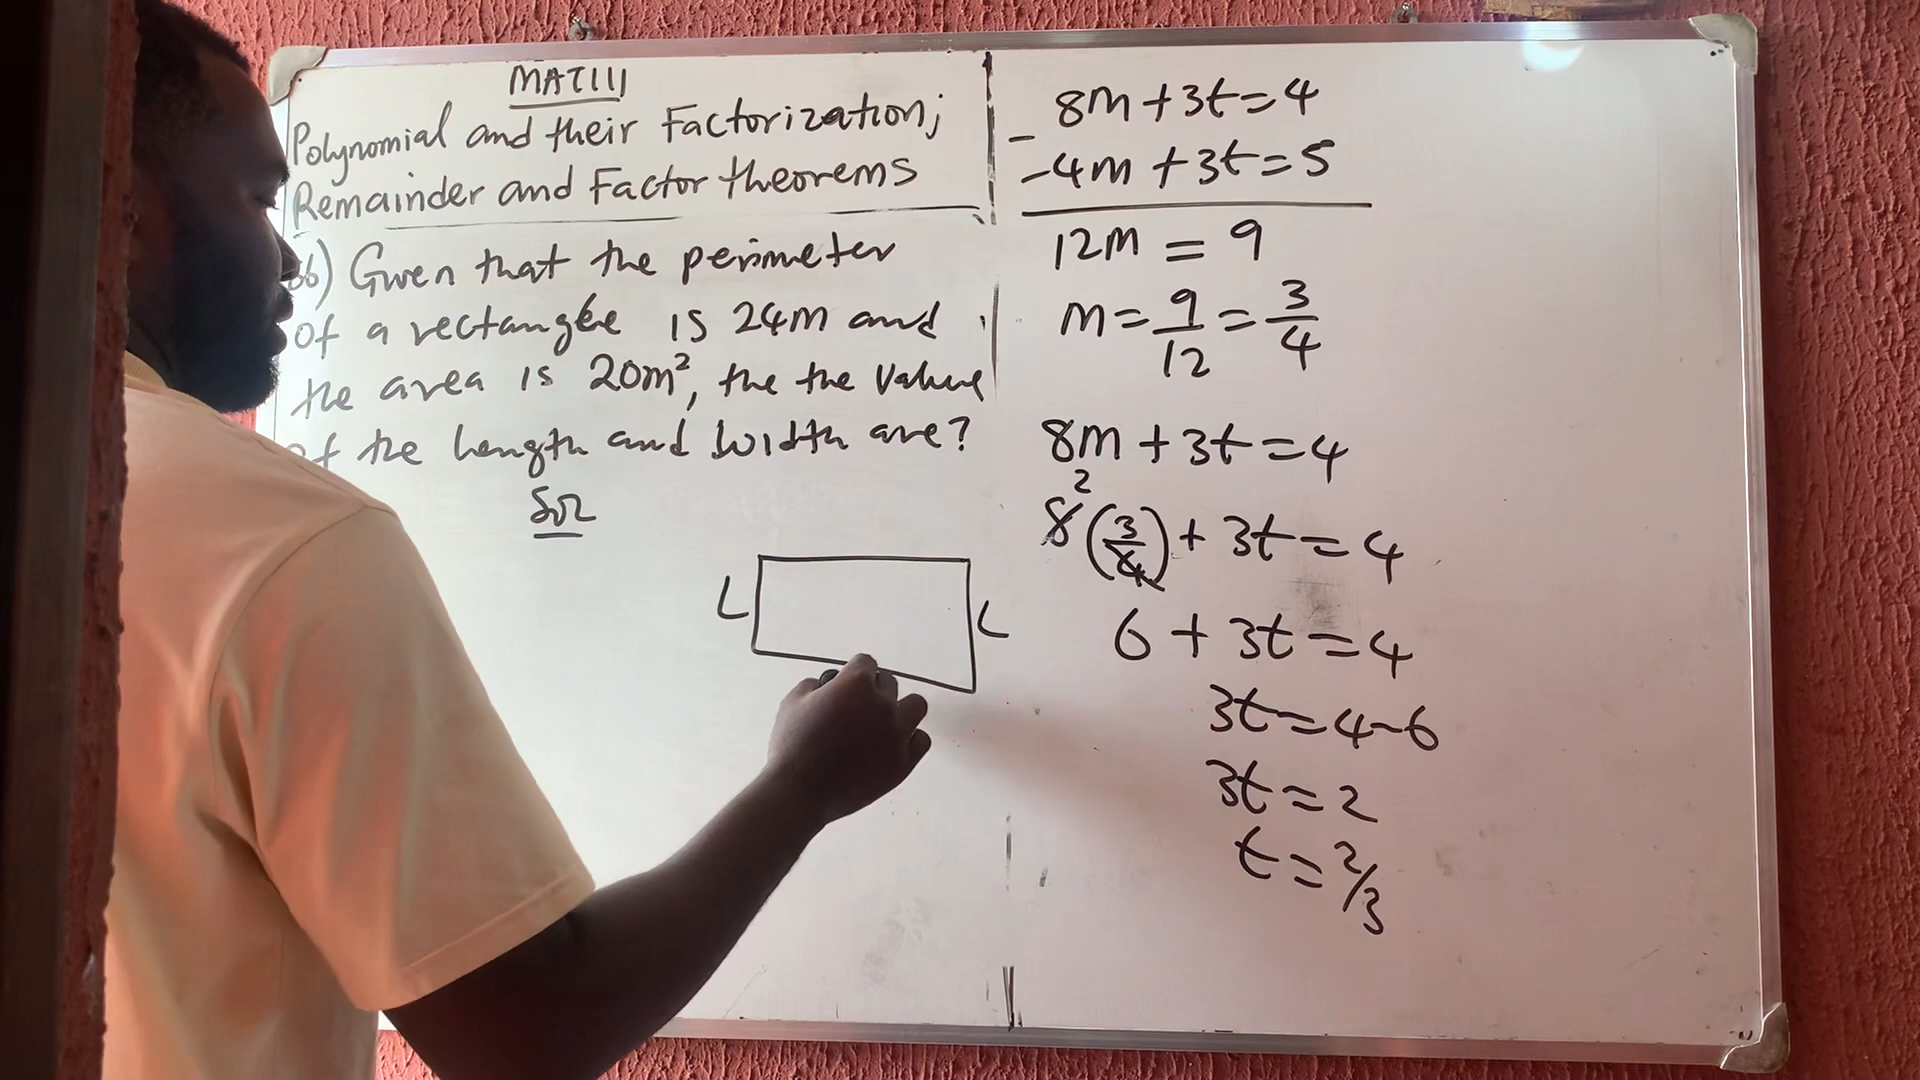 MAT111
Polynomial and their Factorization;
Remainder and Factor theorems
6) Given that the perimeter
of a rectangle is 24m and
the area is 20m², the the value
of the length and width are?
Sol
L
L
8m + 3t = 4
- -4m + 3t = 5
12m = 9
m = 9/12 = 3/4
8m + 3t = 4
2
8(3/4) + 3t = 4
6 + 3t = 4
3t = 4-6
3t = 2
t = 2/3